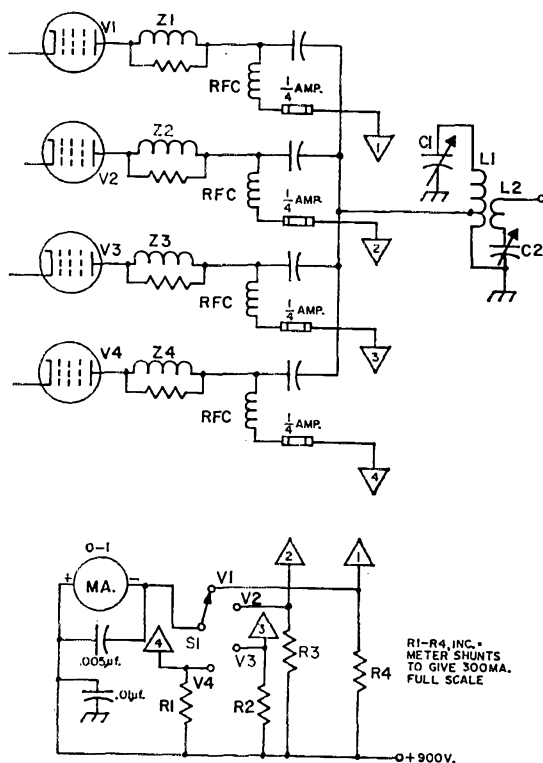 V1
Z1
RFC
1/4 AMP.
1
V2
Z2
RFC
1/4 AMP.
2
V3
Z3
RFC
1/4 AMP.
3
V4
Z4
RFC
1/4 AMP.
4
C1
L1
L2
C2
0-1
+ MA. -
.005µf.
.01µf.
S1
V1
V2
V3
V4
4
3
2
1
R1
R2
R3
R4
R1-R4, INC.=
METER SHUNTS
TO GIVE 300MA.
FULL SCALE
+900V.